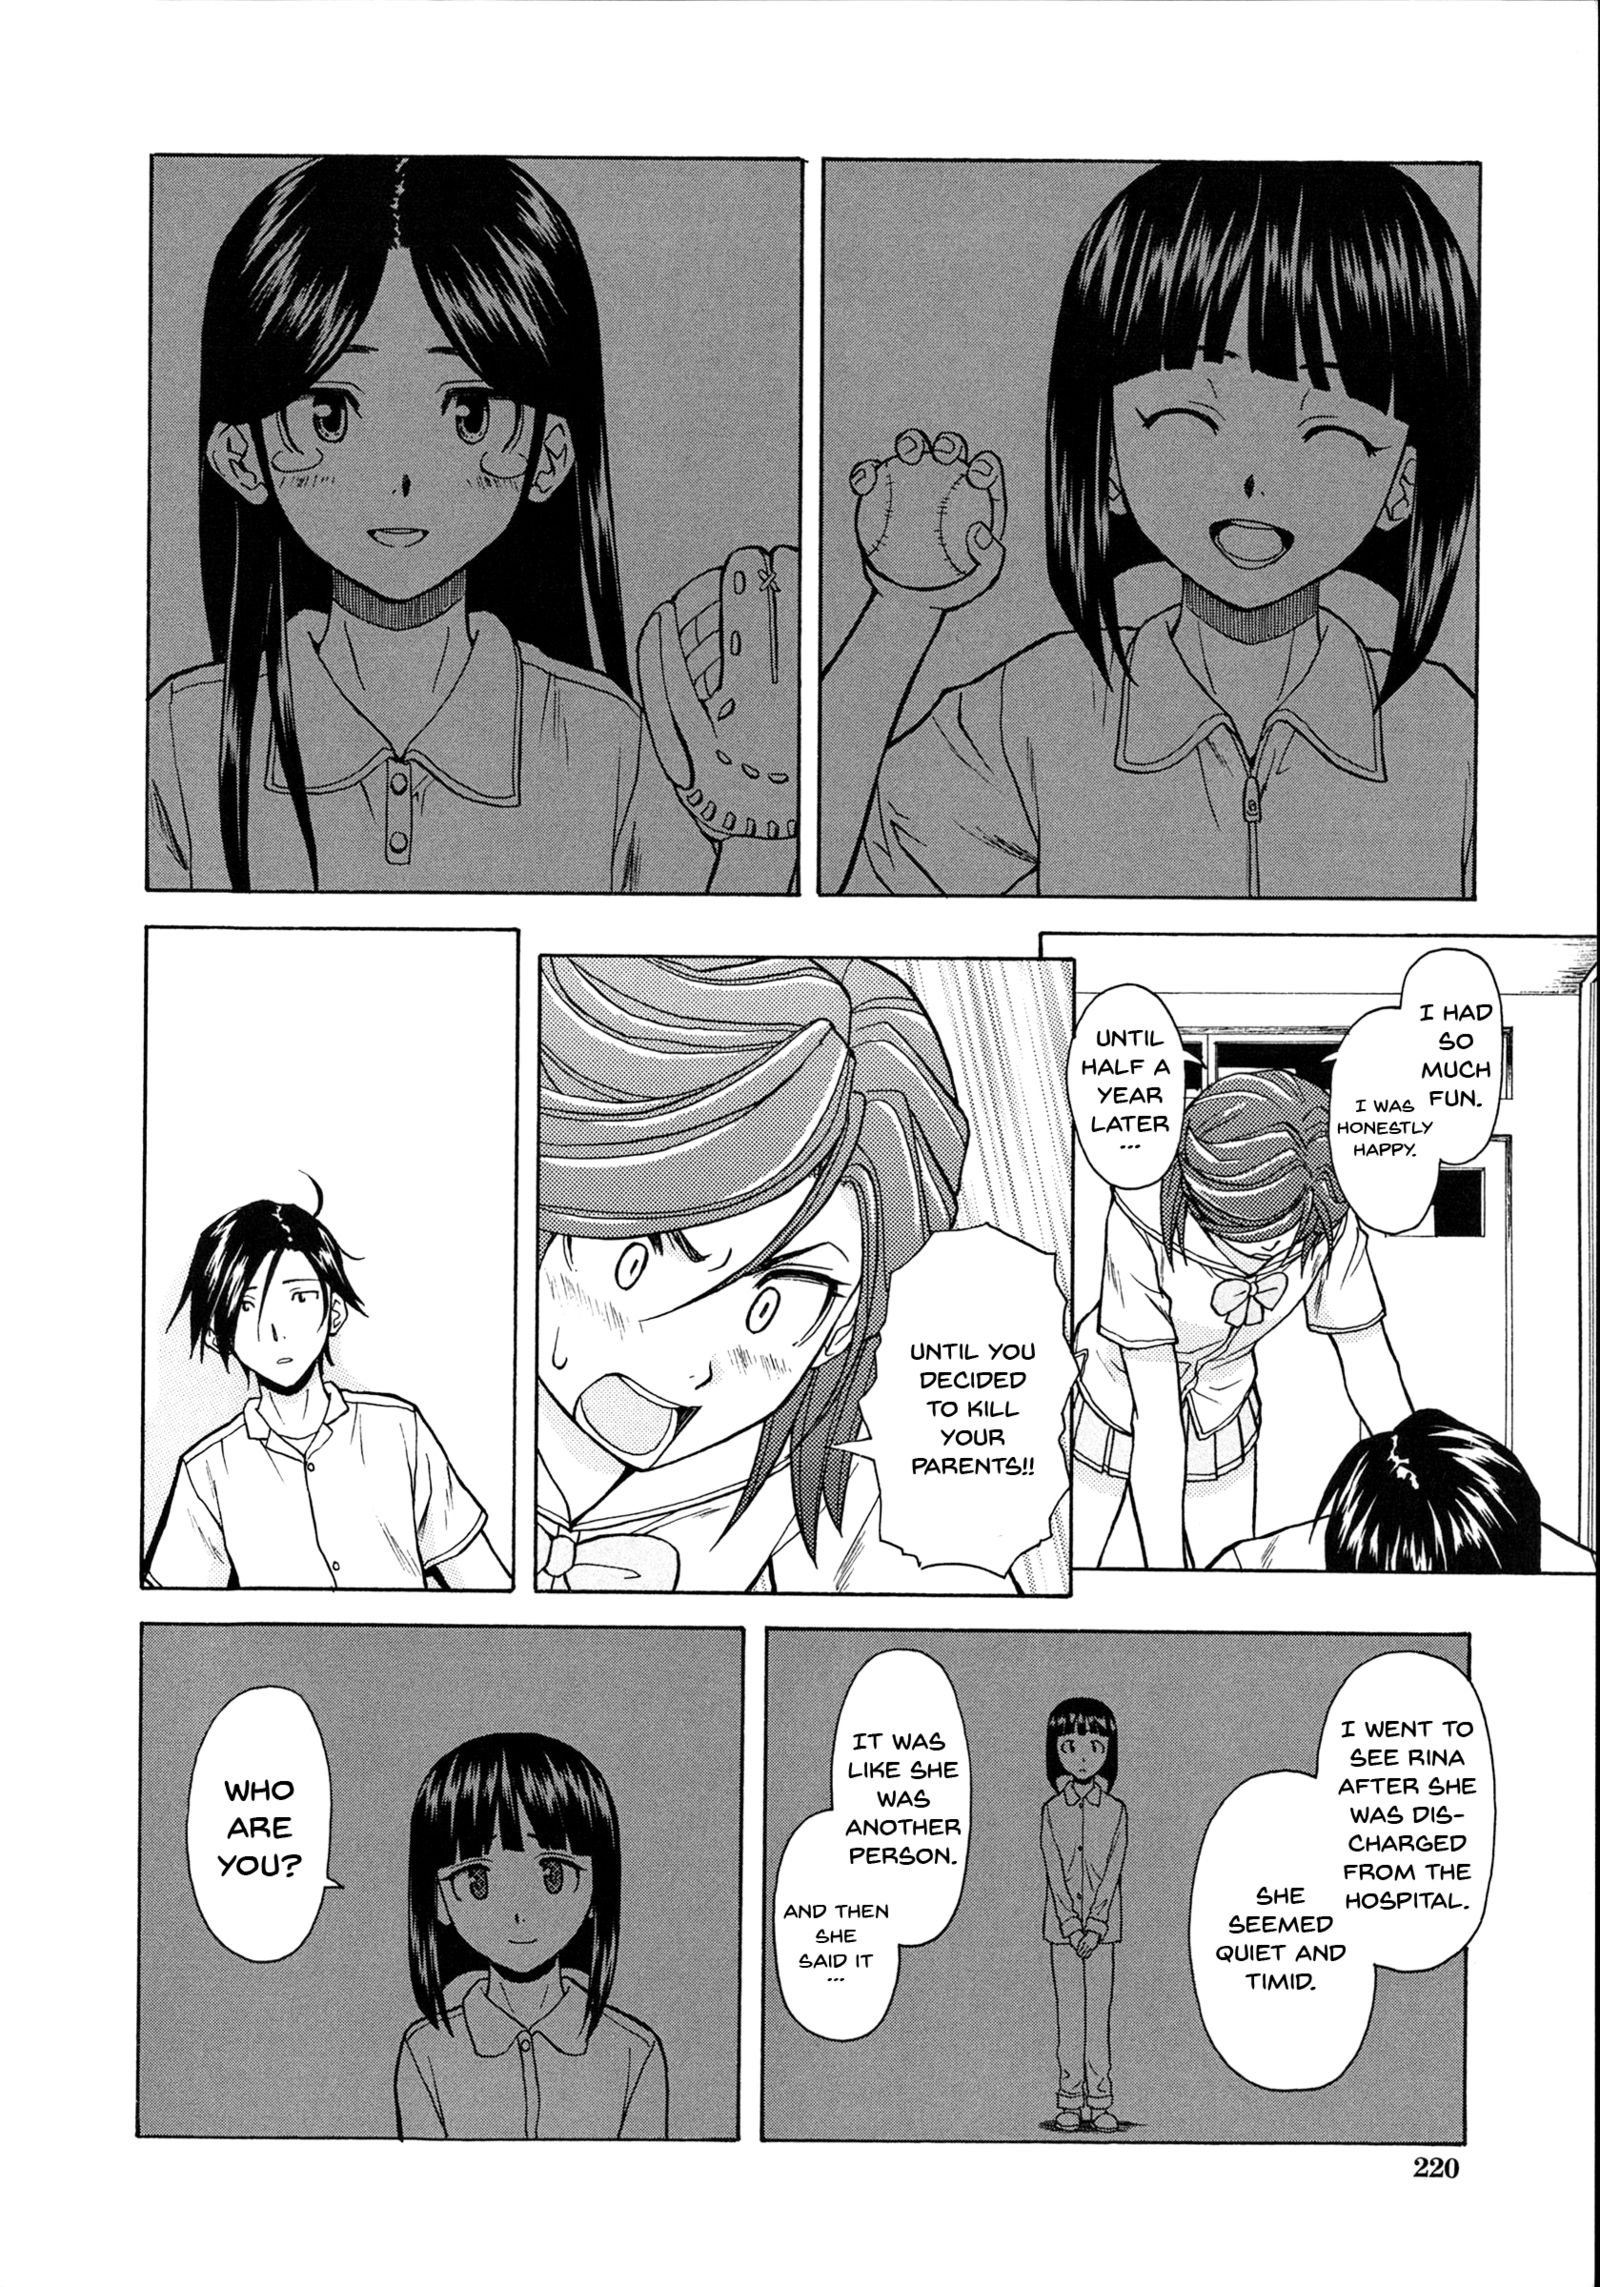 I HAD
SO
MUCH
FUN.
I WAS
HONESTLY
HAPPY.
UNTIL
HALF A
YEAR
LATER
...
UNTIL YOU
DECIDED
TO KILL
YOUR
PARENTS!!
I WENT TO
SEE RINA
AFTER SHE
WAS DIS-
CHARGED
FROM THE
HOSPITAL.
SHE
SEEMED
QUIET AND
TIMID.
IT WAS
LIKE SHE
WAS
ANOTHER
PERSON.
AND THEN
SHE
SAID IT
...
WHO
ARE
YOU?
220